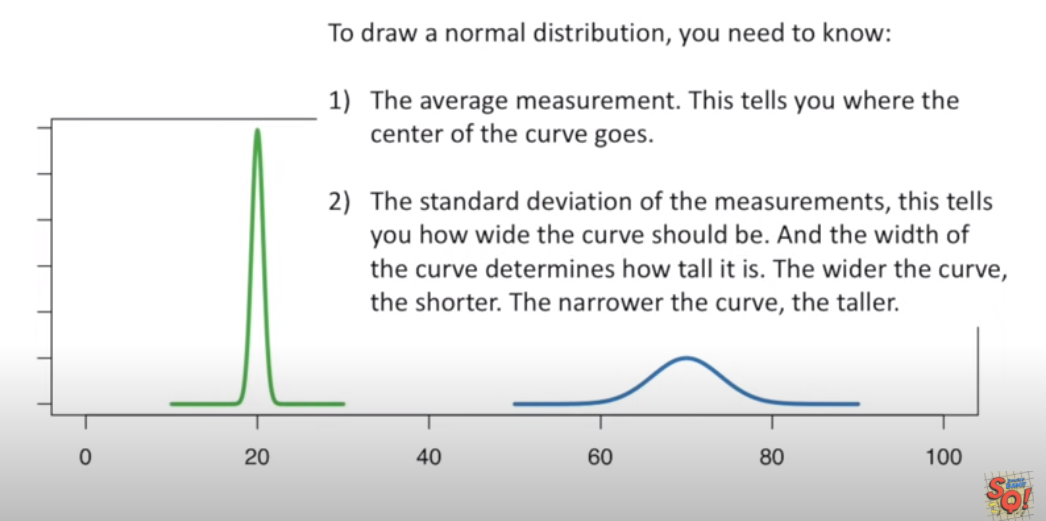 To draw a normal distribution, you need to know:
1) The average measurement. This tells you where the
center of the curve goes.
2) The standard deviation of the measurements, this tells
you how wide the curve should be. And the width of
the curve determines how tall it is. The wider the curve,
the shorter. The narrower the curve, the taller.
0 20 40 60 80 100
SQ!